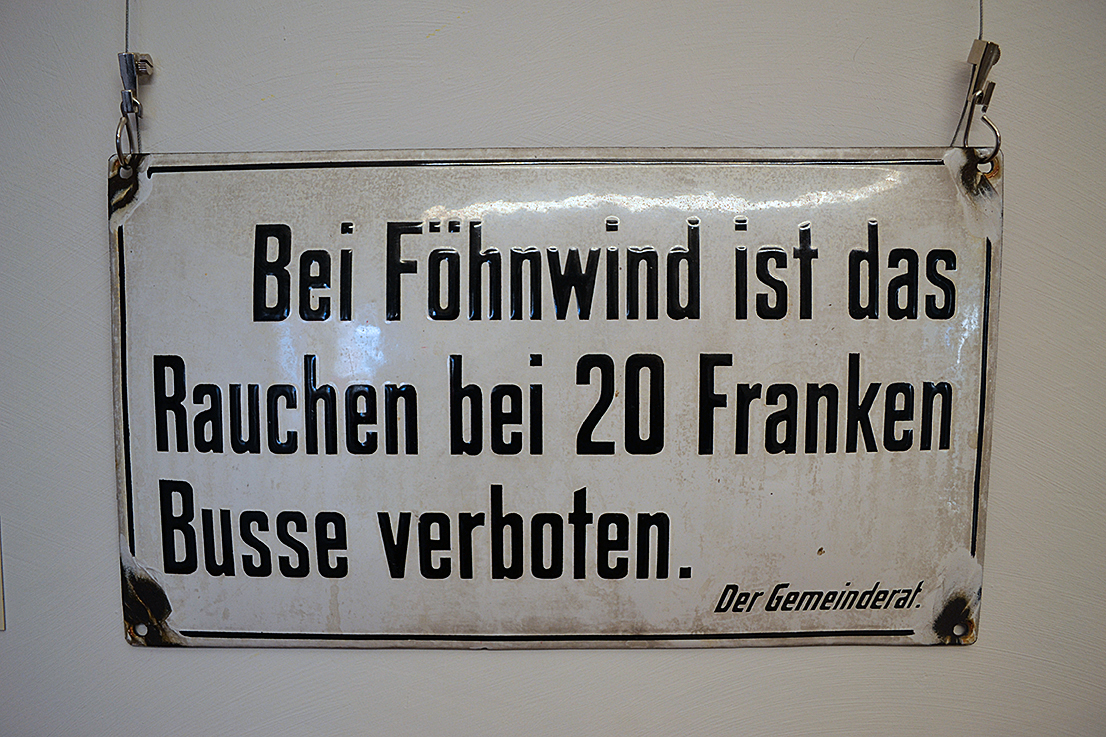 Bei Föhnwind ist das
Rauchen bei 20 Franken
Busse verboten.
Der Gemeinderat.